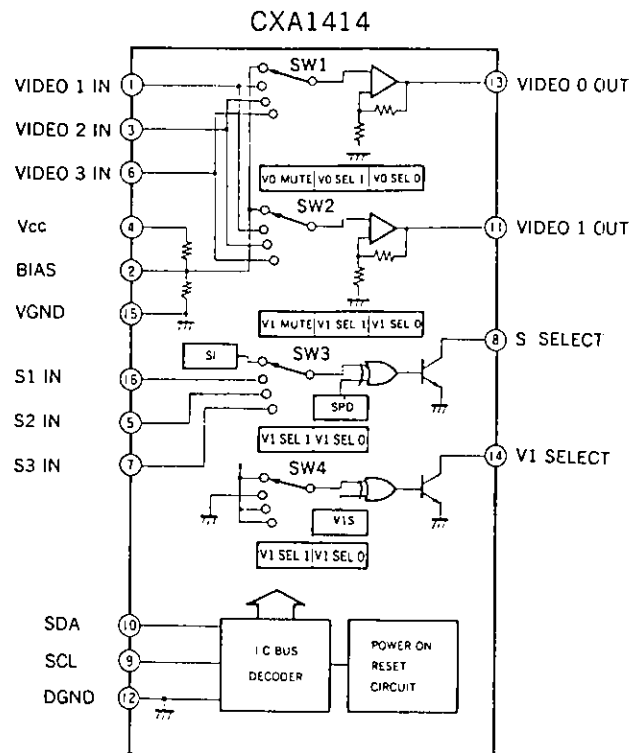 CXA1414
SW1
VIDEO 1 IN
1
13
VIDEO 0 OUT
VIDEO 2 IN
3
VIDEO 3 IN
6
V0 MUTE V0 SEL 1 V0 SEL 0
SW2
Vcc
4
11
VIDEO 1 OUT
BIAS
2
VGND
15
V1 MUTE V1 SEL 1 V1 SEL 0
8
S SELECT
SI
SW3
S1 IN
16
SPD
S2 IN
5
V1 SEL 1 V1 SEL 0
14
V1 SELECT
S3 IN
7
SW4
V1S
V1 SEL 1 V1 SEL 0
SDA
10
I C BUS
DECODER
POWER ON
RESET
CIRCUIT
SCL
9
DGND
12